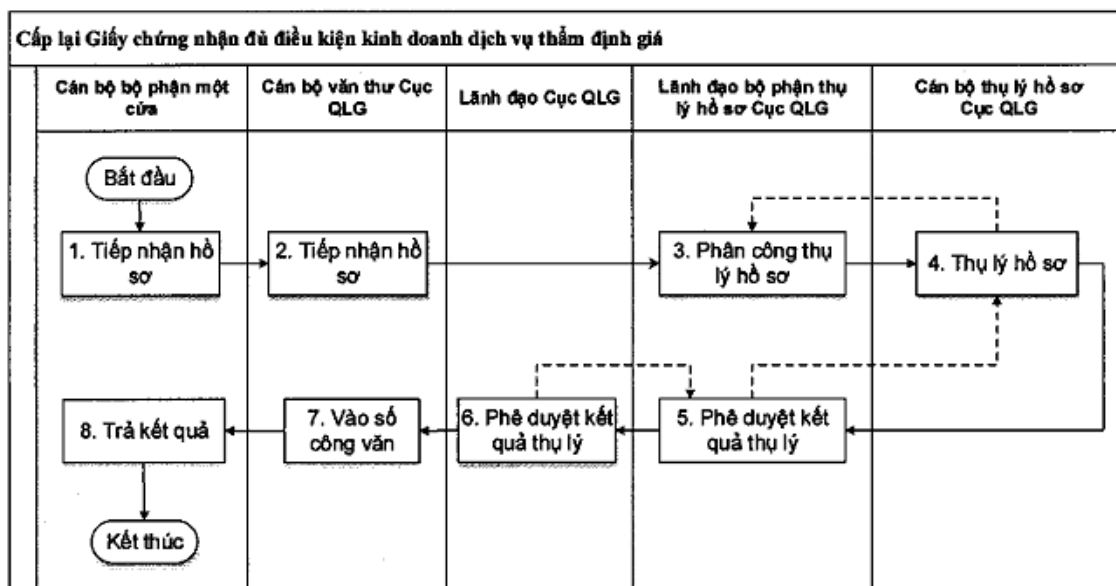 Cấp lại Giấy chứng nhận đủ điều kiện kinh doanh dịch vụ thẩm định giá
Cán bộ bộ phận một
cửa
Cán bộ văn thư Cục
QLG
Lãnh đạo Cục QLG
Lãnh đạo bộ phận thụ
lý hồ sơ Cục QLG
Cán bộ thụ lý hồ sơ
Cục QLG
Bắt đầu
1. Tiếp nhận hồ
sơ
2. Tiếp nhận hồ
sơ
3. Phân công thụ
lý hồ sơ
4. Thụ lý hồ sơ
8. Trả kết quả
7. Vào số
công văn
6. Phê duyệt kết
quả thụ lý
5. Phê duyệt kết
quả thụ lý
Kết thúc